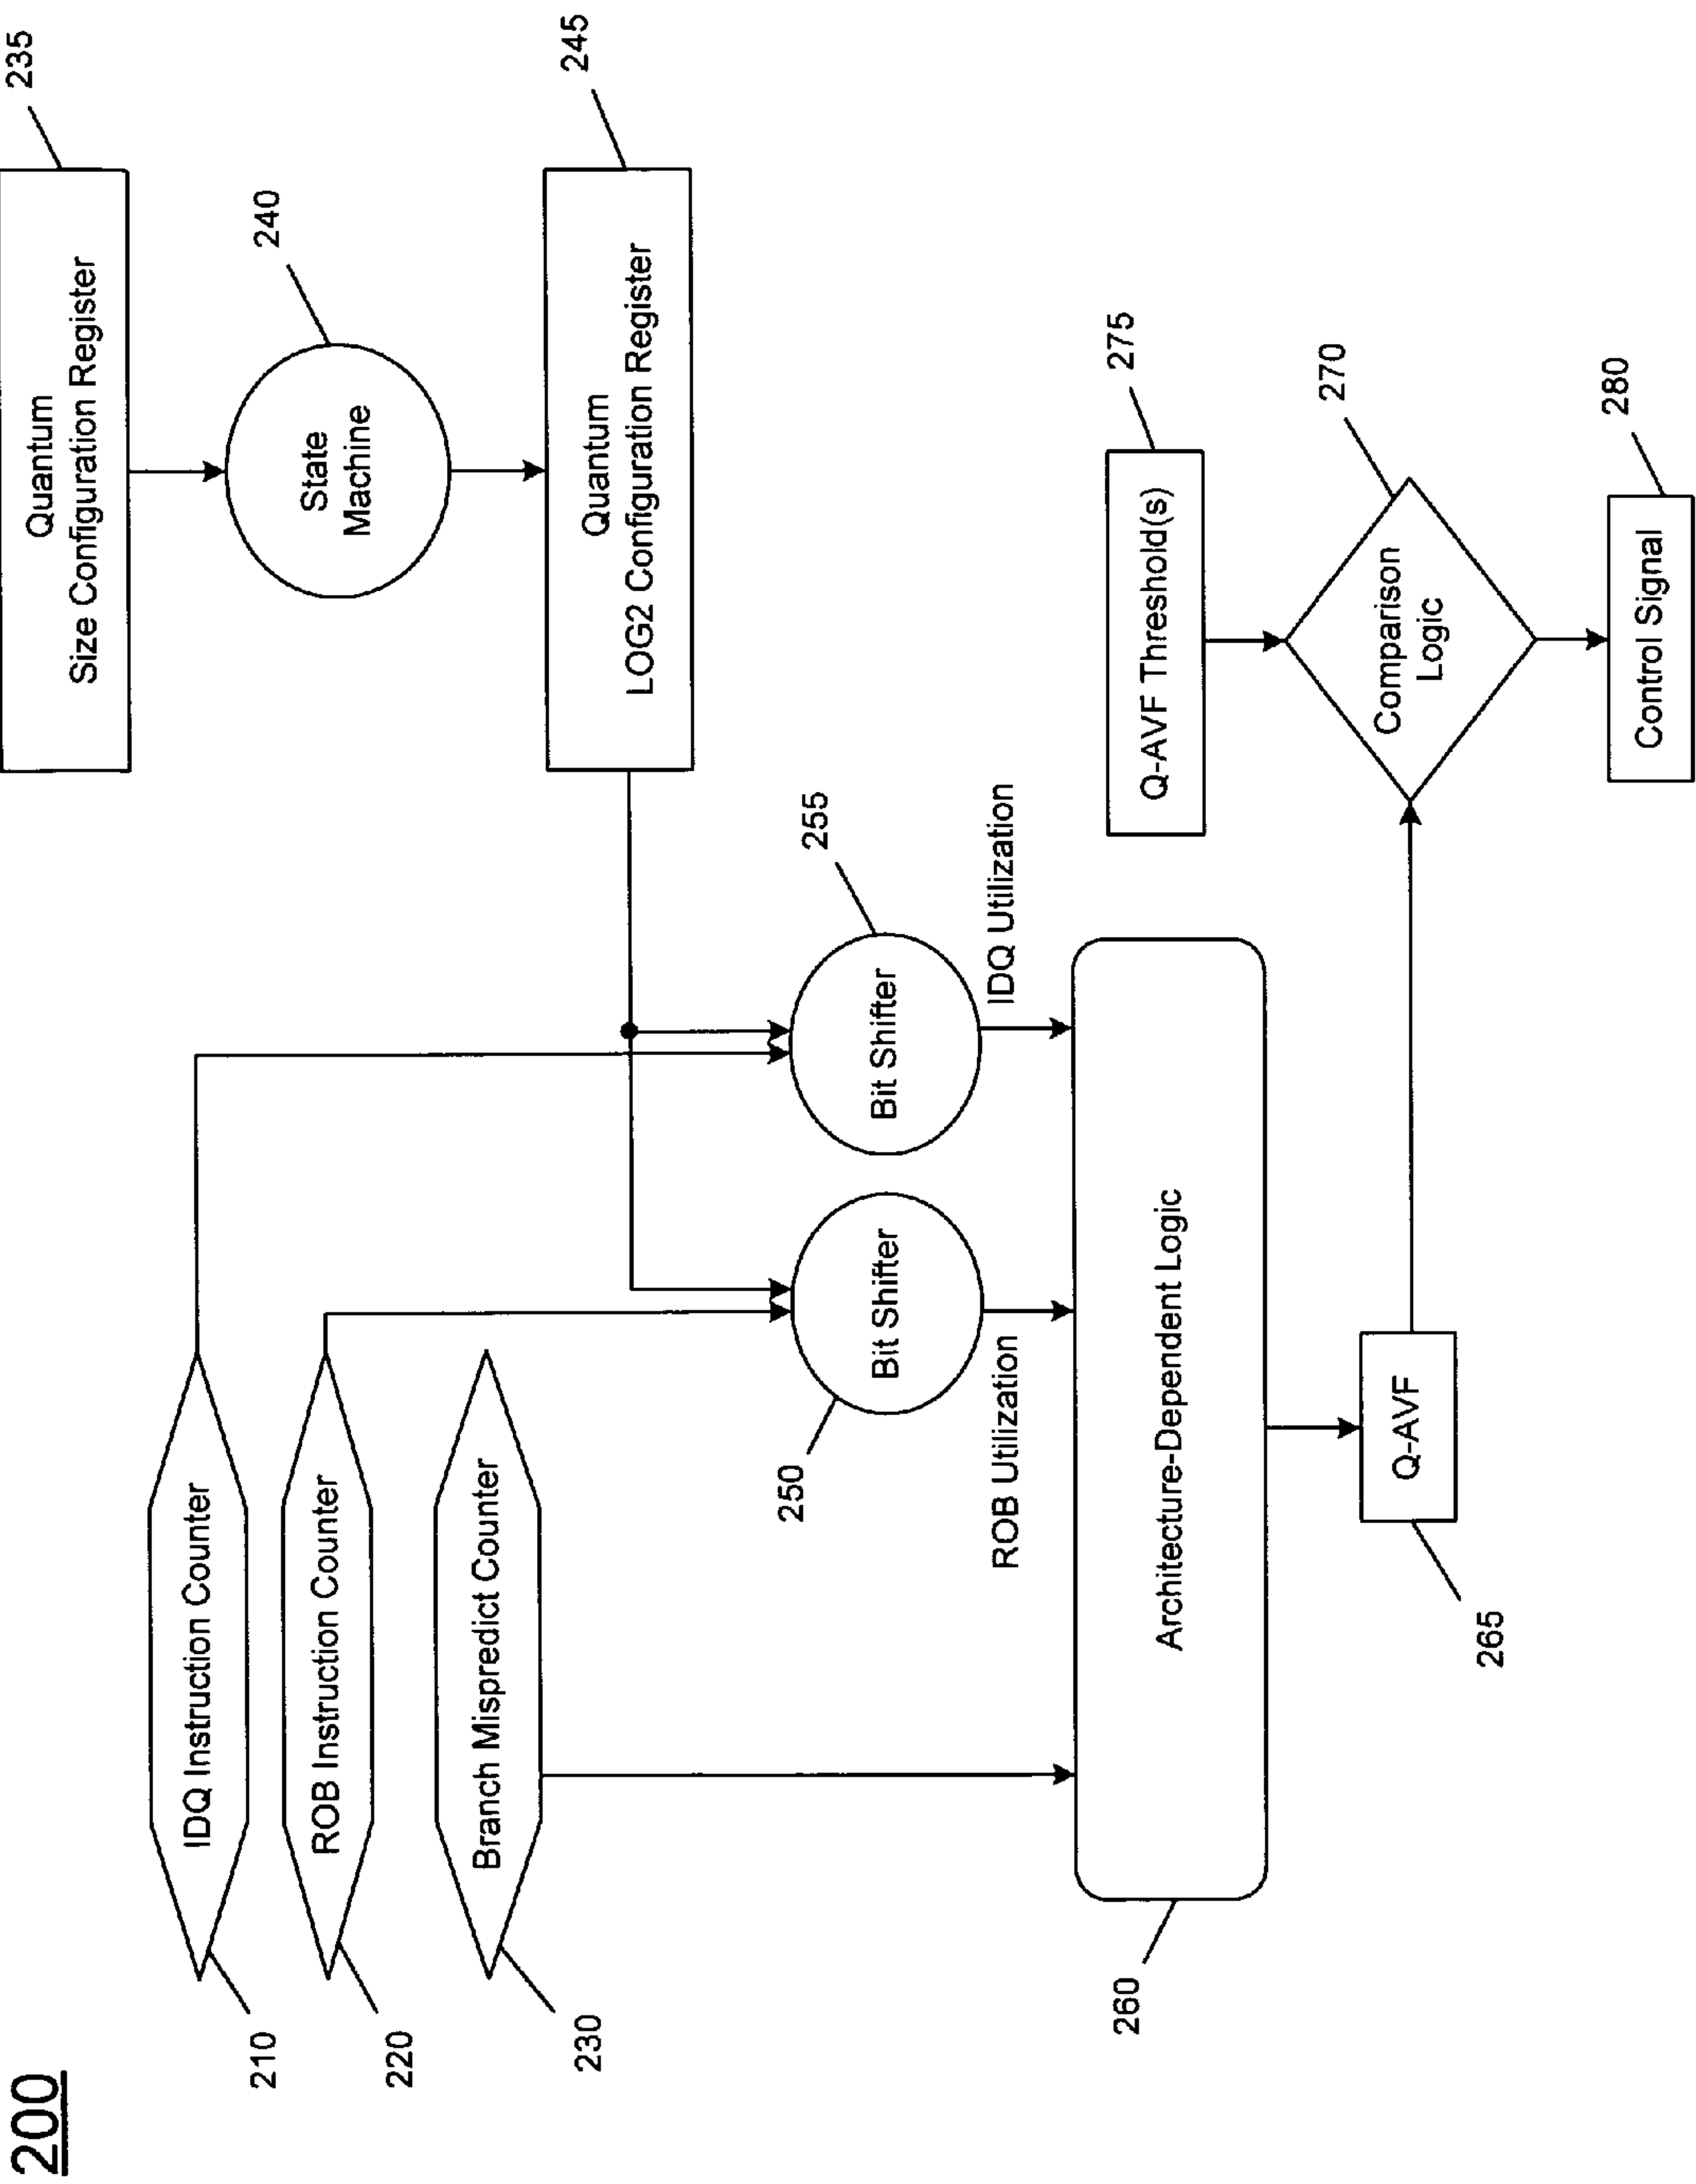 200
IDQ Instruction Counter
210
ROB Instruction Counter
220
Branch Mispredict Counter
230
Quantum
Size Configuration Register
235
State
Machine
240
Quantum
LOG2 Configuration Register
245
Bit Shifter
250
Bit Shifter
255
ROB Utilization
IDQ Utilization
Architecture-Dependent Logic
260
Q-AVF
265
Q-AVF Threshold(s)
275
Comparison
Logic
270
Control Signal
280